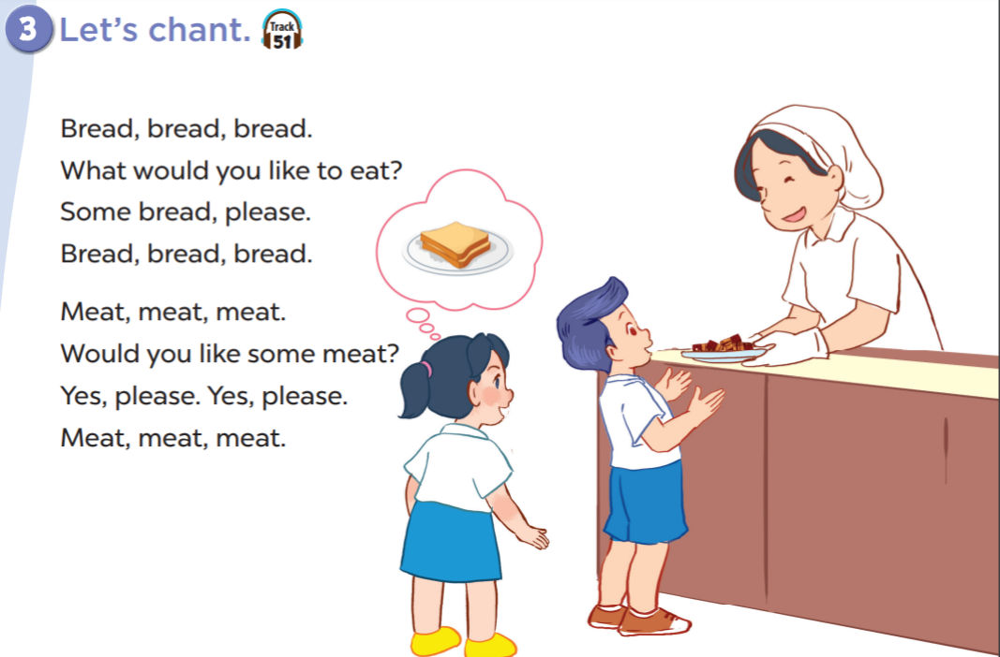 3 Let's chant. Track 51
Bread, bread, bread.
What would you like to eat?
Some bread, please.
Bread, bread, bread.
Meat, meat, meat.
Would you like some meat?
Yes, please. Yes, please.
Meat, meat, meat.